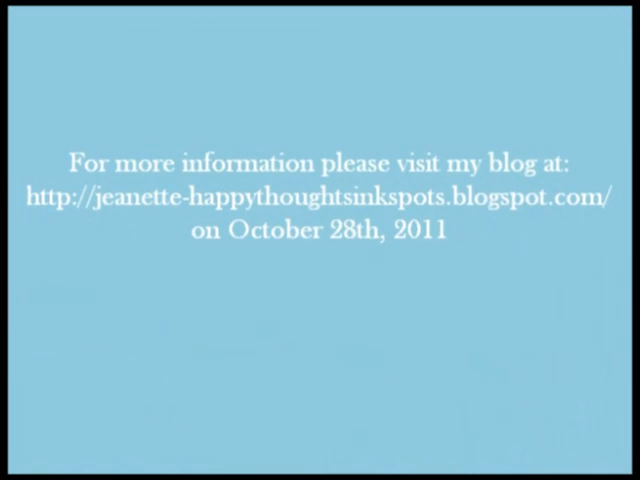 For more information please visit my blog at:
http://jeanette-happythoughtsinkspots.blogspot.com/
on October 28th, 2011